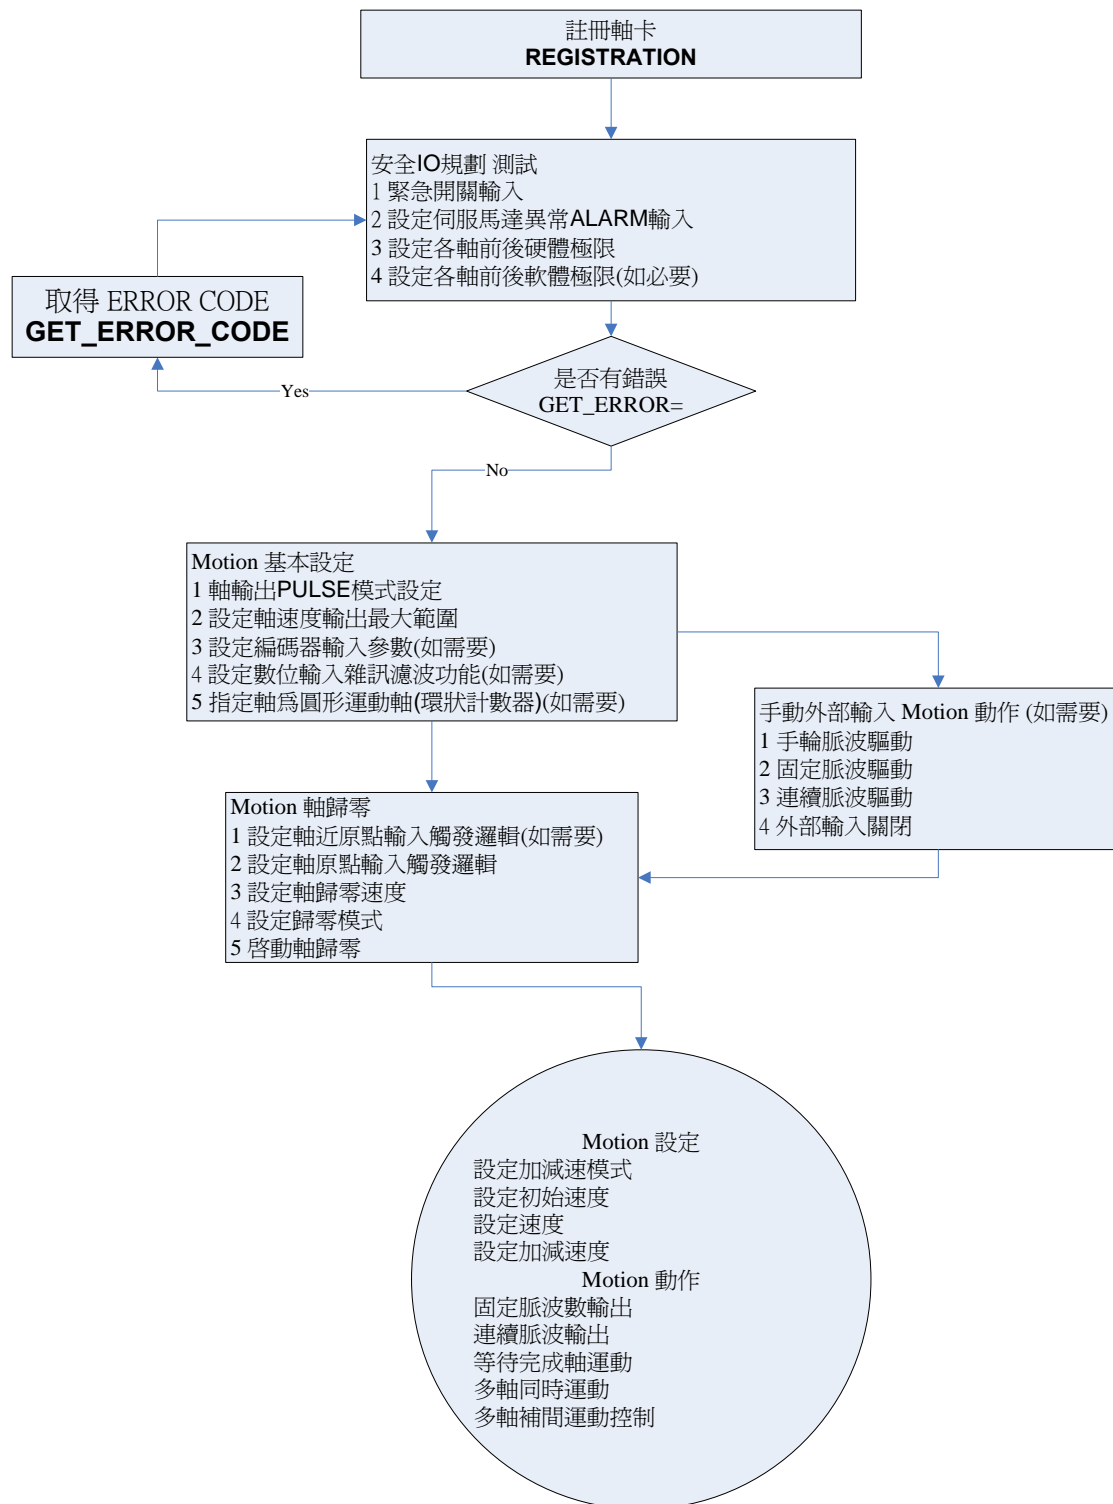 註冊軸卡
REGISTRATION
安全IO規劃 測試
1 緊急開關輸入
2 設定伺服馬達異常ALARM輸入
3 設定各軸前後硬體極限
4 設定各軸前後軟體極限(如必要)
取得 ERROR CODE
GET_ERROR_CODE
是否有錯誤
GET_ERROR=
Yes
No
Motion 基本設定
1 軸輸出PULSE模式設定
2 設定軸速度輸出最大範圍
3 設定編碼器輸入參數(如需要)
4 設定數位輸入雜訊濾波功能(如需要)
5 指定軸為圓形運動軸(環狀計數器)(如需要)
手動外部輸入 Motion 動作 (如需要)
1 手輪脈波驅動
2 固定脈波驅動
3 連續脈波驅動
4 外部輸入關閉
Motion 軸歸零
1 設定軸近原點輸入觸發邏輯(如需要)
2 設定軸原點輸入觸發邏輯
3 設定軸歸零速度
4 設定歸零模式
5 啟動軸歸零
Motion 設定
設定加減速模式
設定初始速度
設定速度
設定加減速度
Motion 動作
固定脈波數輸出
連續脈波輸出
等待完成軸運動
多軸同時運動
多軸補間運動控制